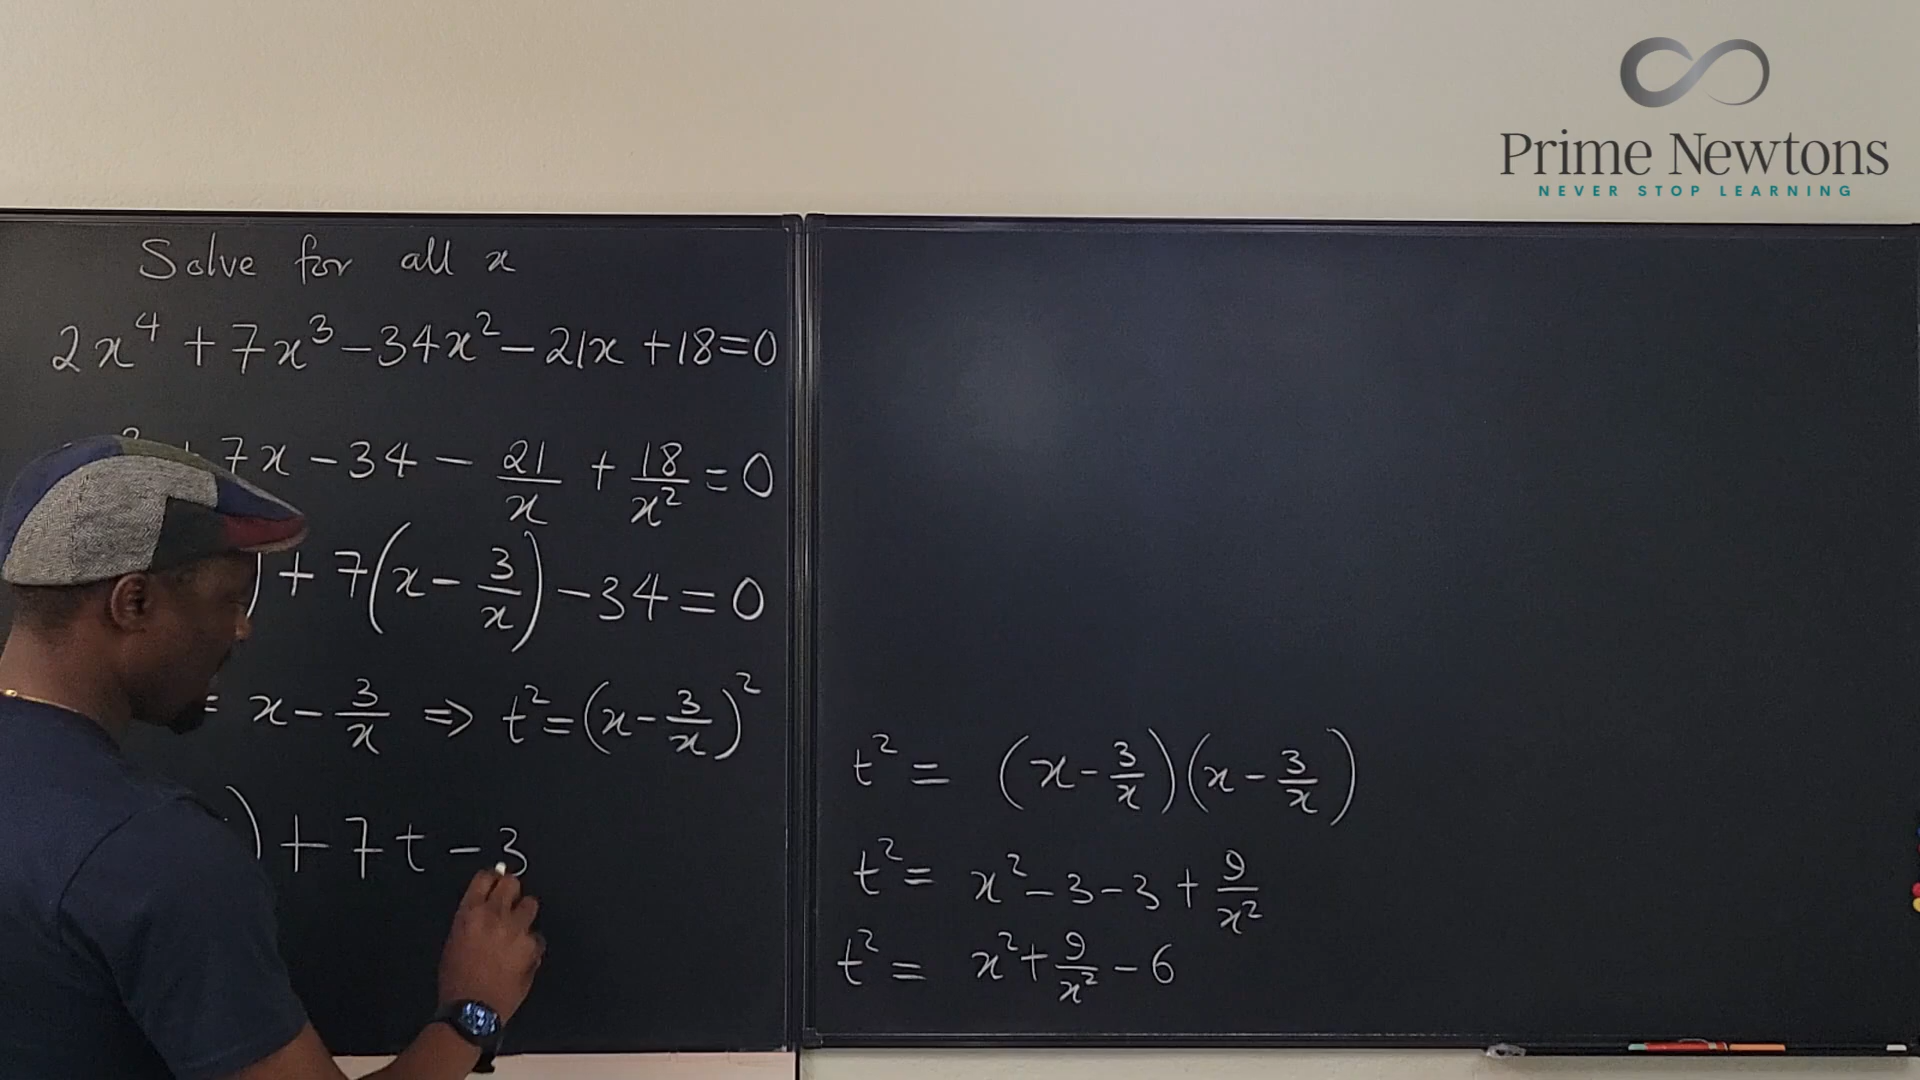 Prime Newtons
NEVER STOP LEARNING
Solve for all x
2x⁴ + 7x³ - 34x² - 21x + 18 = 0
+ 7x - 34 - 21/x + 18/x² = 0
) + 7(x - 3/x) - 34 = 0
= x - 3/x ⇒ t² = (x - 3/x)²
) + 7t - 3
t² = (x - 3/x)(x - 3/x)
t² = x² - 3 - 3 + 9/x²
t² = x² + 9/x² - 6